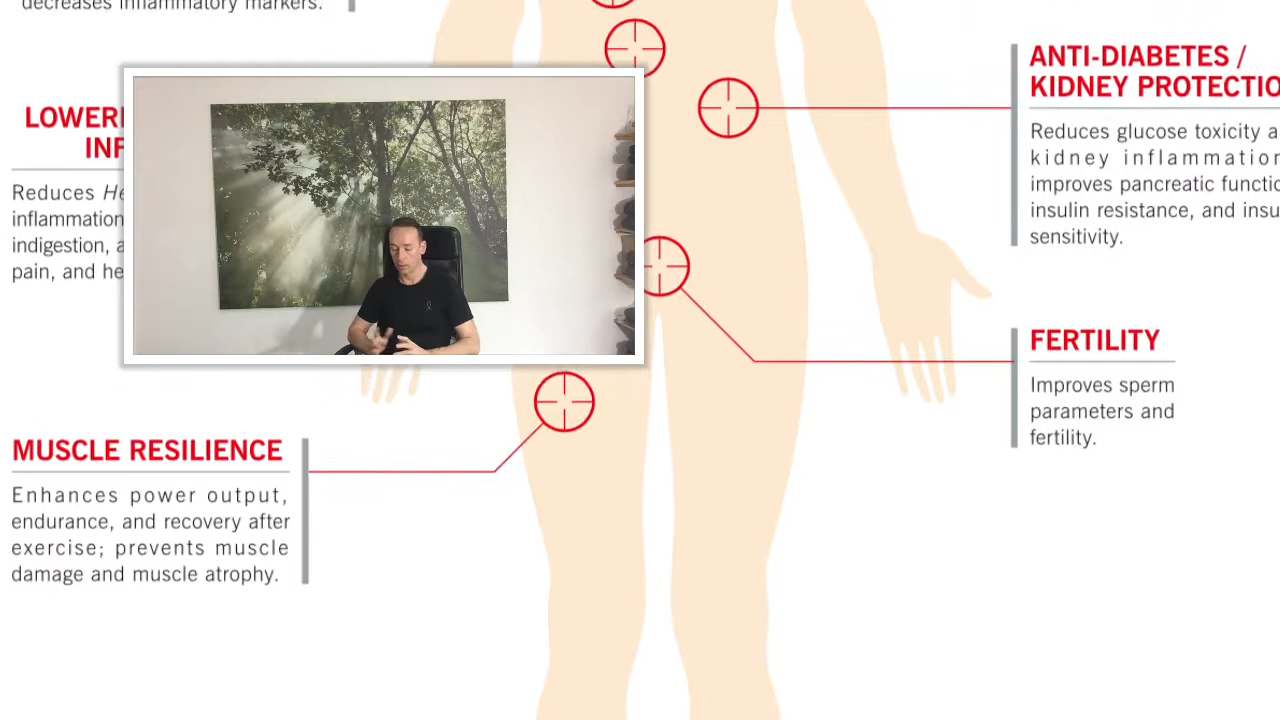 decreases inflammatory markers.
LOWER
INF
Reduces He
inflammation
indigestion, a
pain, and he
MUSCLE RESILIENCE
Enhances power output,
endurance, and recovery after
exercise; prevents muscle
damage and muscle atrophy.
ANTI-DIABETES /
KIDNEY PROTECTIO
Reduces glucose toxicity a
kidney inflammation
improves pancreatic functio
insulin resistance, and insu
sensitivity.
FERTILITY
Improves sperm
parameters and
fertility.